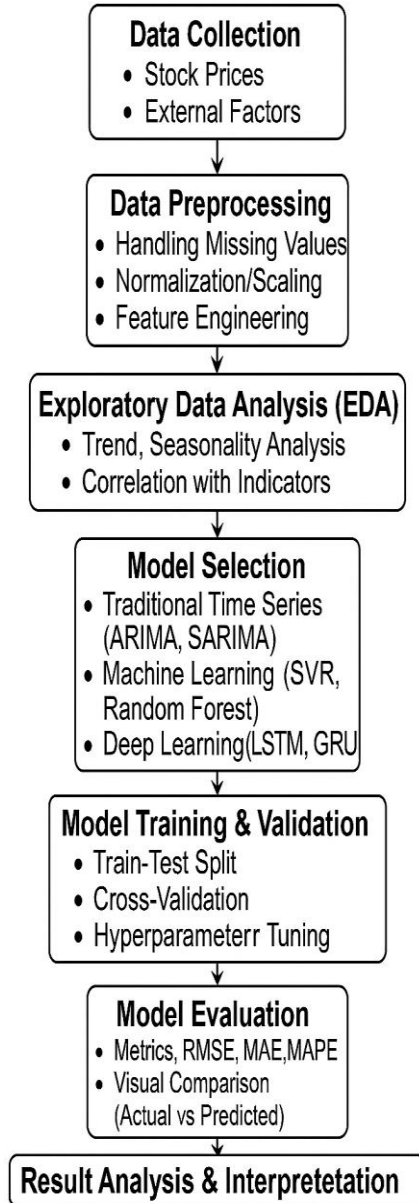 Data Collection
• Stock Prices
• External Factors
Data Preprocessing
• Handling Missing Values
• Normalization/Scaling
• Feature Engineering
Exploratory Data Analysis (EDA)
• Trend, Seasonality Analysis
• Correlation with Indicators
Model Selection
• Traditional Time Series
(ARIMA, SARIMA)
• Machine Learning (SVR,
Random Forest)
• Deep Learning(LSTM, GRU
Model Training & Validation
• Train-Test Split
• Cross-Validation
• Hyperparameterr Tuning
Model Evaluation
• Metrics, RMSE, MAE,MAPE
• Visual Comparison
(Actual vs Predicted)
Result Analysis & Interpretetation